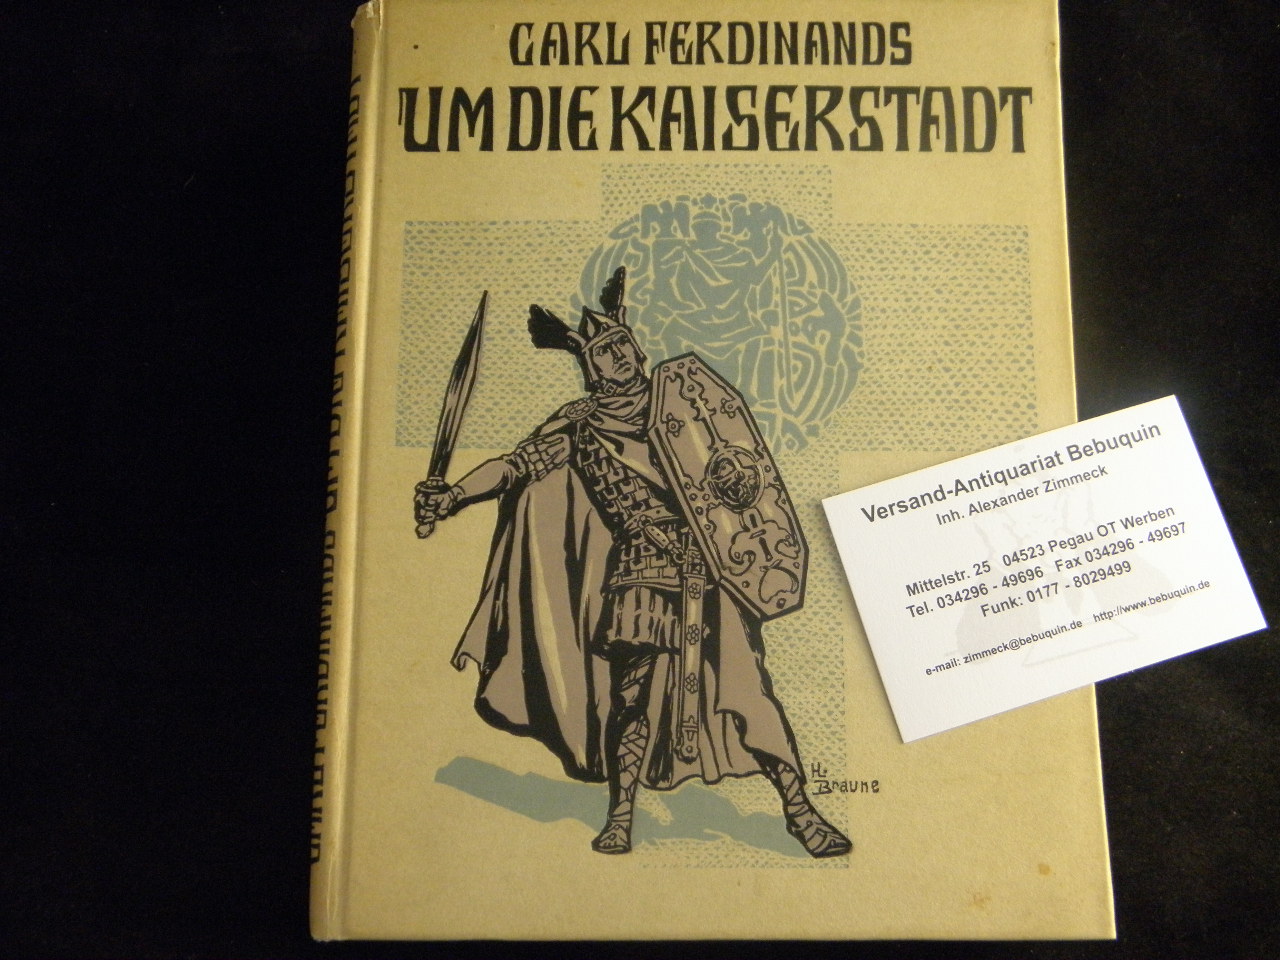 CARL FERDINANDS
UM DIE KAISERSTADT
H. Braune
Versand-Antiquariat Bebuquin
Inh. Alexander Zimmeck
Mittelstr. 25 04523 Pegau OT Werben
Tel. 034296 - 49696 Fax 034296 - 49697
Funk: 0177 - 8029499
e-mail: zimmeck@bebuquin.de http://www.bebuquin.de